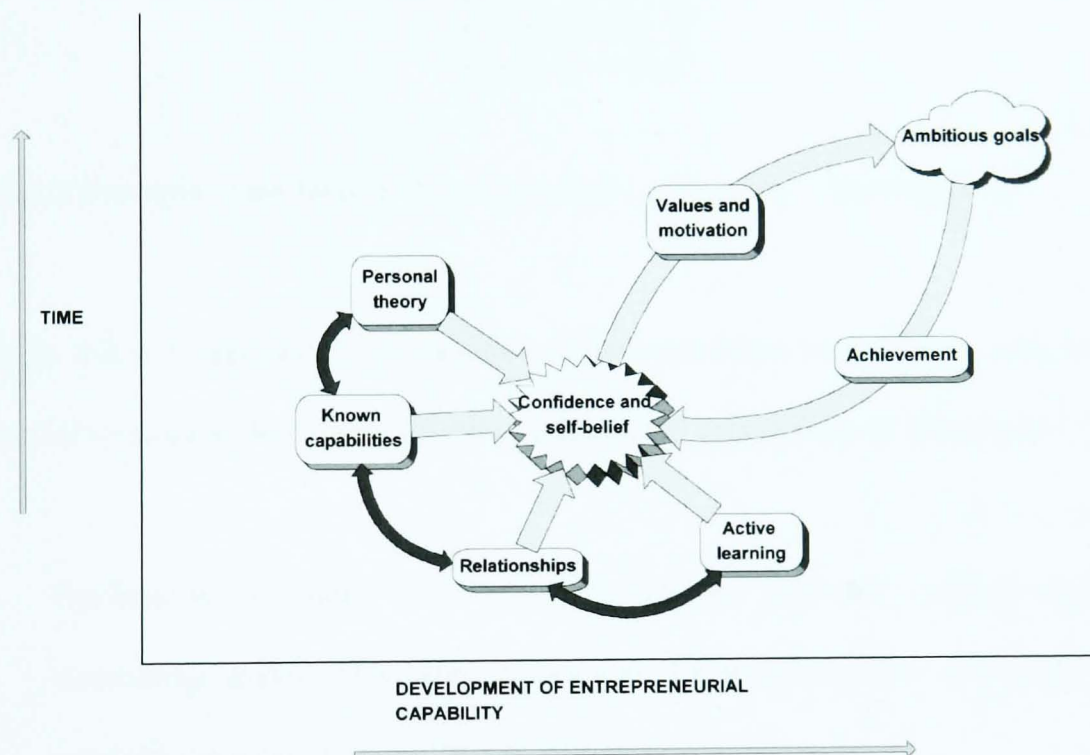 Ambitious goals
Values and
motivation
Personal
theory
TIME
Achievement
Confidence and
self-belief
Known
capabilities
Active
learning
Relationships
DEVELOPMENT OF ENTREPRENEURIAL
CAPABILITY